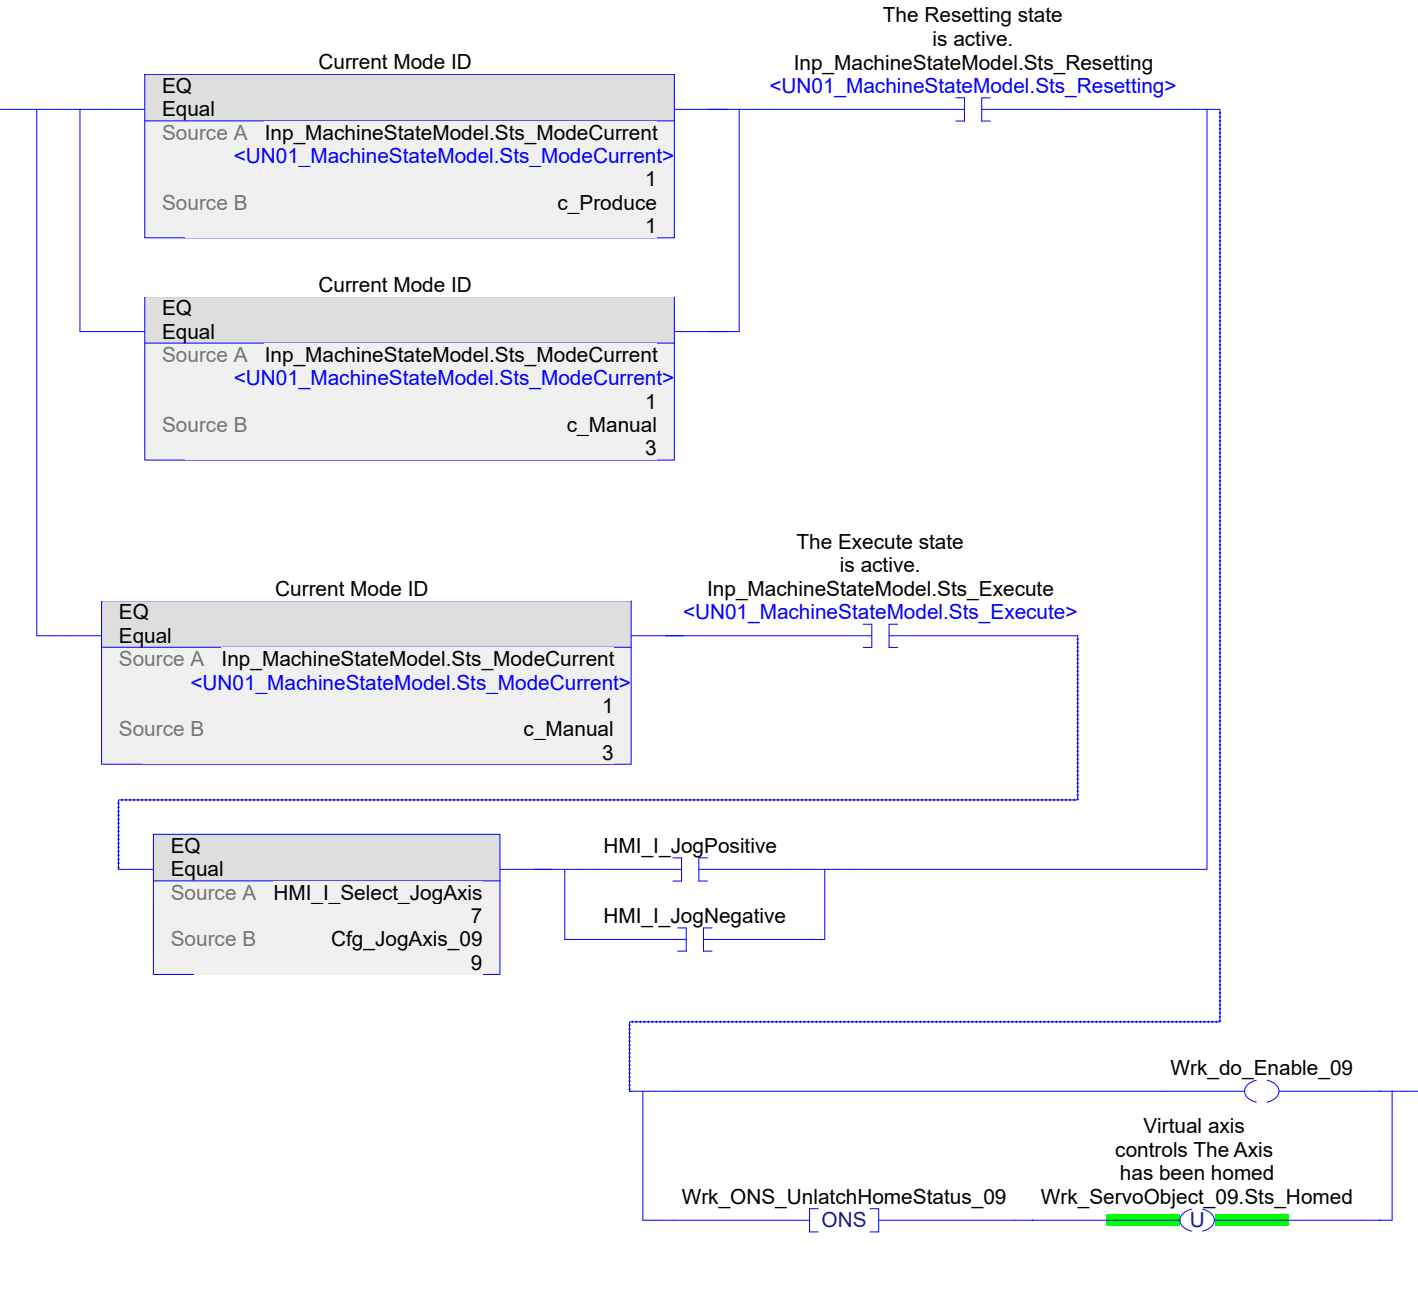 The Resetting state
is active.
Current Mode ID
Inp_MachineStateModel.Sts_Resetting
EQ
<UN01_MachineStateModel.Sts_Resetting>
Equal
Source A Inp_MachineStateModel.Sts_ModeCurrent
<UN01_MachineStateModel.Sts_ModeCurrent>
1
Source B c_Produce
1
Current Mode ID
EQ
Equal
Source A Inp_MachineStateModel.Sts_ModeCurrent
<UN01_MachineStateModel.Sts_ModeCurrent>
1
Source B c_Manual
3
The Execute state
is active.
Current Mode ID
Inp_MachineStateModel.Sts_Execute
EQ
<UN01_MachineStateModel.Sts_Execute>
Equal
Source A Inp_MachineStateModel.Sts_ModeCurrent
<UN01_MachineStateModel.Sts_ModeCurrent>
1
Source B c_Manual
3
EQ
HMI_I_JogPositive
Equal
Source A HMI_I_Select_JogAxis
7
HMI_I_JogNegative
Source B Cfg_JogAxis_09
9
Wrk_do_Enable_09
Virtual axis
controls The Axis
has been homed
Wrk_ONS_UnlatchHomeStatus_09 Wrk_ServoObject_09.Sts_Homed
ONS U